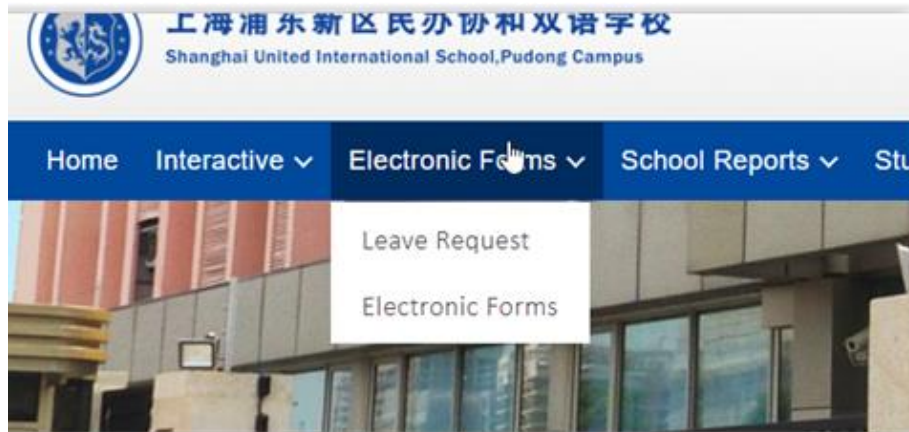 上海浦东新区民办协和双语学校
Shanghai United International School,Pudong Campus
Home Interactive Electronic Forms School Reports Stu
Leave Request
Electronic Forms